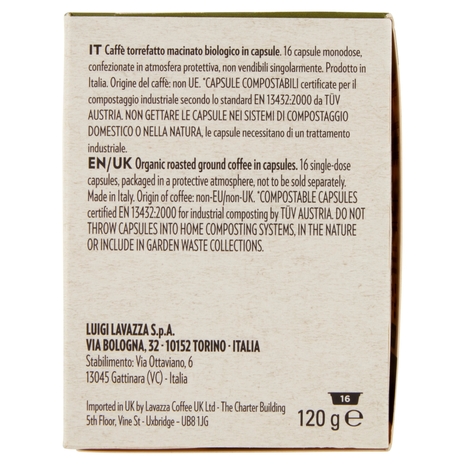 IT Caffè torrefatto macinato biologico in capsule. 16 capsule monodose,
confezionate in atmosfera protettiva, non vendibili singolarmente. Prodotto in
Italia. Origine del caffè: non UE. *CAPSULE COMPOSTABILI certificate per il
compostaggio industriale secondo lo standard EN 13432:2000 da TÜV
AUSTRIA. NON GETTARE LE CAPSULE NEI SISTEMI DI COMPOSTAGGIO
DOMESTICO O NELLA NATURA, le capsule necessitano di un trattamento
industriale.
EN/UK Organic roasted ground coffee in capsules. 16 single-dose
capsules, packaged in a protective atmosphere, not to be sold separately.
Made in Italy. Origin of coffee: non-EU/non-UK. *COMPOSTABLE CAPSULES
certified EN 13432:2000 for industrial composting by TÜV AUSTRIA. DO NOT
THROW CAPSULES INTO HOME COMPOSTING SYSTEMS, IN THE NATURE
OR INCLUDE IN GARDEN WASTE COLLECTIONS.
LUIGI LAVAZZA S.p.A.
VIA BOLOGNA, 32 · 10152 TORINO · ITALIA
Stabilimento: Via Ottaviano, 6
13045 Gattinara (VC) - Italia
Imported in UK by Lavazza Coffee UK Ltd - The Charter Building
5th Floor, Vine St - Uxbridge - UB8 1JG
16
120 g ℮